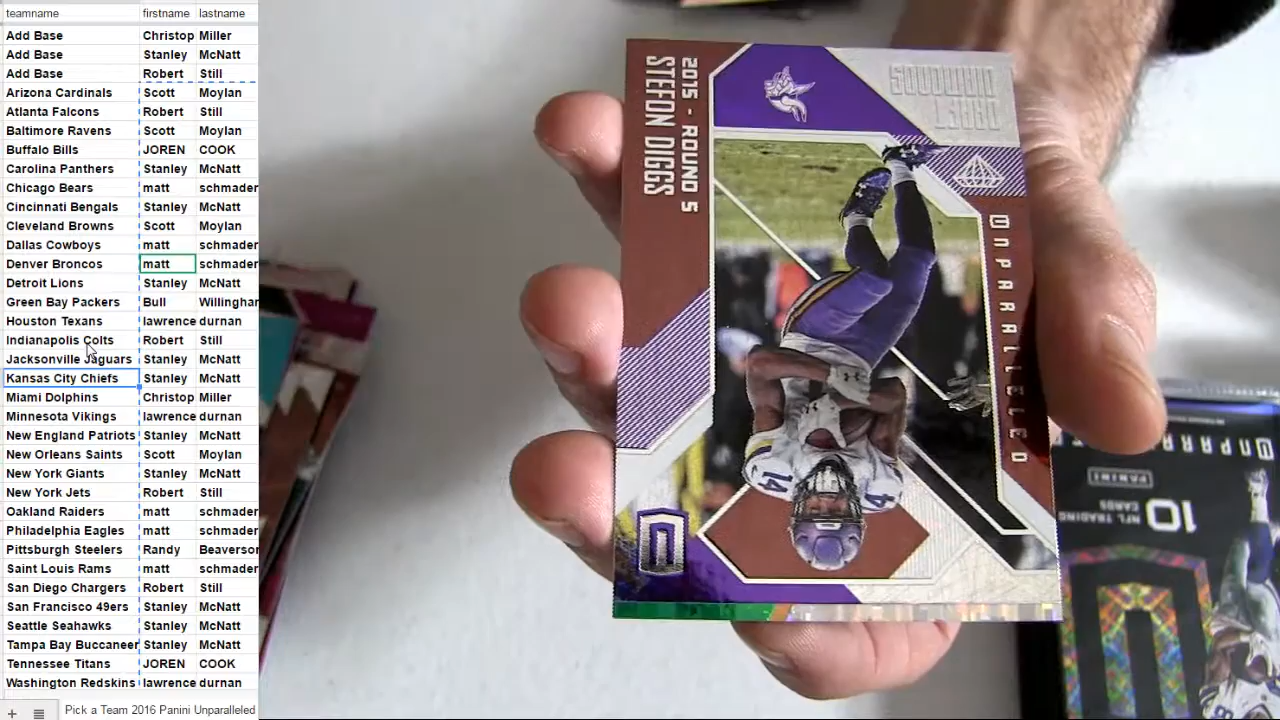 teamname firstname lastname
Add Base Christop Miller
Add Base Stanley McNatt
Add Base Robert Still
Arizona Cardinals Scott Moylan
Atlanta Falcons Robert Still
Baltimore Ravens Scott Moylan
Buffalo Bills JOREN COOK
Carolina Panthers Stanley McNatt
Chicago Bears matt schmader
Cincinnati Bengals Stanley McNatt
Cleveland Browns Scott Moylan
Dallas Cowboys matt schmader
Denver Broncos matt schmader
Detroit Lions Stanley McNatt
Green Bay Packers Bull Willinghar
Houston Texans lawrence durnan
Indianapolis Colts Robert Still
Jacksonville Jaguars Stanley McNatt
Kansas City Chiefs Stanley McNatt
Miami Dolphins Christop Miller
Minnesota Vikings lawrence durnan
New England Patriots Stanley McNatt
New Orleans Saints Scott Moylan
New York Giants Stanley McNatt
New York Jets Robert Still
Oakland Raiders matt schmader
Philadelphia Eagles matt schmader
Pittsburgh Steelers Randy Beaverson
Saint Louis Rams matt schmader
San Diego Chargers Robert Still
San Francisco 49ers Stanley McNatt
Seattle Seahawks Stanley McNatt
Tampa Bay Buccaneer Stanley McNatt
Tennessee Titans JOREN COOK
Washington Redskins lawrence durnan
Pick a Team 2016 Panini Unparalleled
2015 - ROUND 5
STEFON DIGGS
UNPARALLELED
14
PANINI
10 NFL TRADING
CARDS